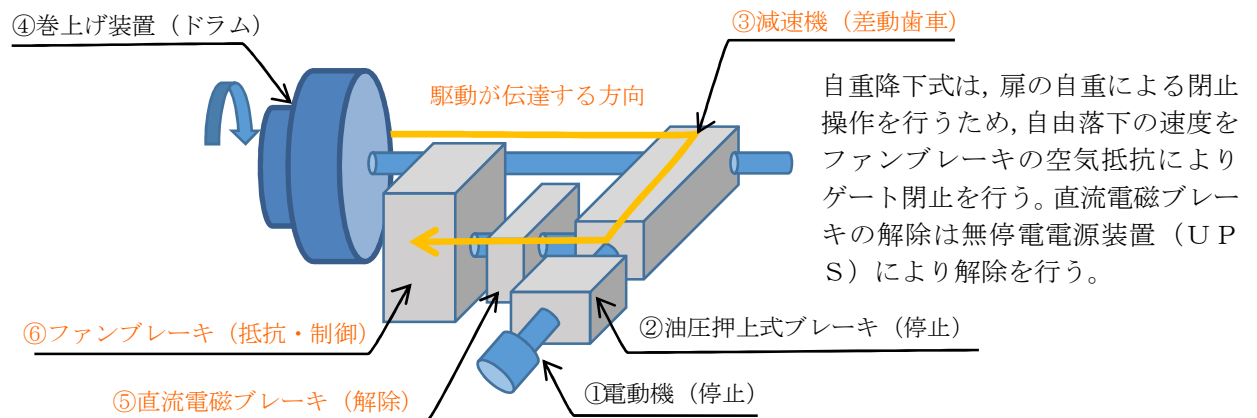 ④巻上げ装置（ドラム）
③減速機（差動歯車）
駆動が伝達する方向
自重降下式は，扉の自重による閉止
操作を行うため，自由落下の速度を
ファンブレーキの空気抵抗により
ゲート閉止を行う。直流電磁ブレー
キの解除は無停電電源装置（ＵＰ
Ｓ）により解除を行う。
⑥ファンブレーキ（抵抗・制御）
②油圧押上式ブレーキ（停止）
⑤直流電磁ブレーキ（解除）
①電動機（停止）